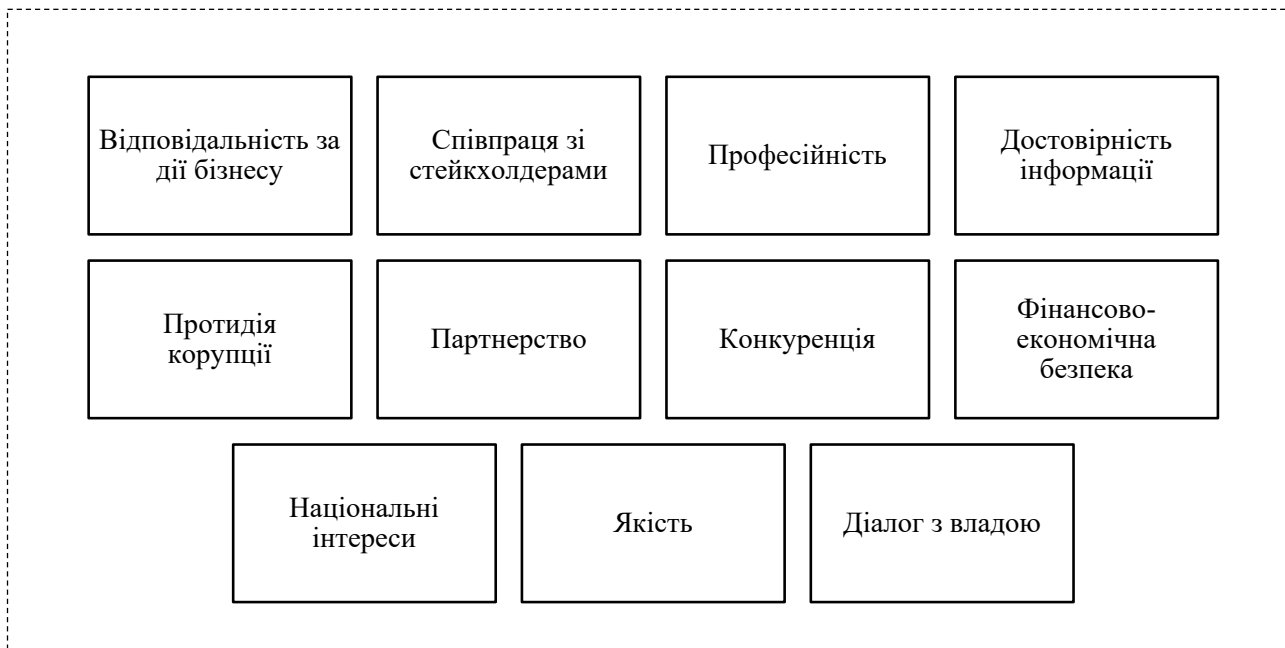 Відповідальність за
дії бізнесу
Співпраця зі
стейкхолдерами
Професійність
Достовірність
інформації
Протидія
корупції
Партнерство
Конкуренція
Фінансово-
економічна
безпека
Національні
інтереси
Якість
Діалог з владою